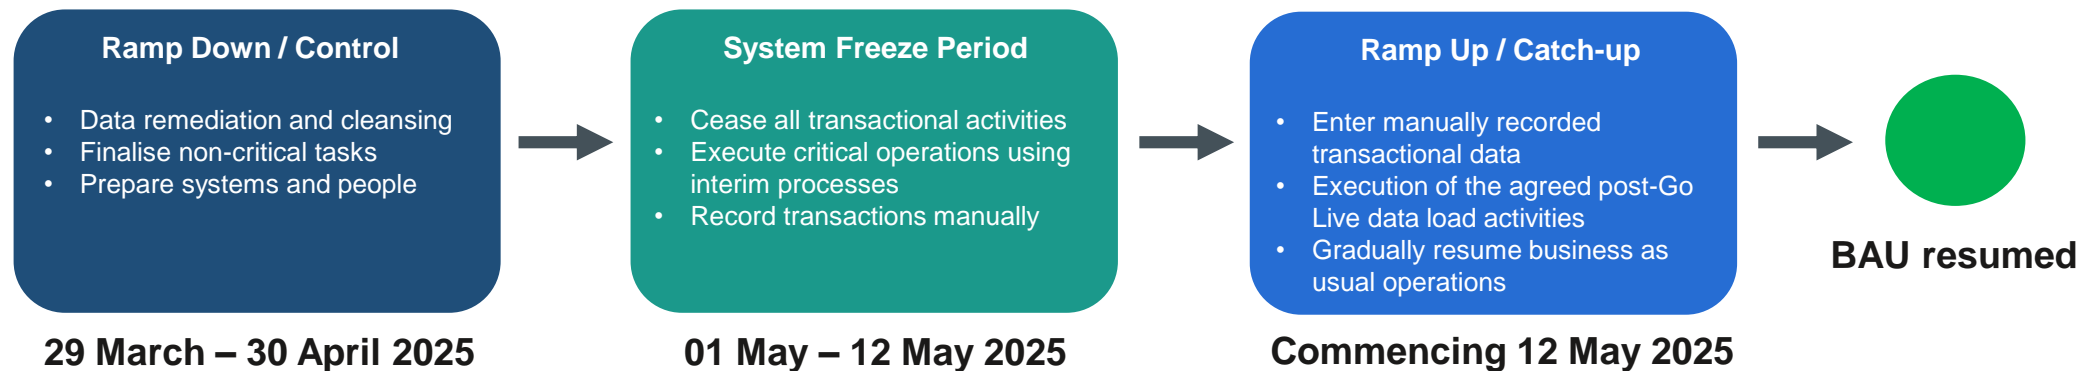 Ramp Down / Control
• Data remediation and cleansing
• Finalise non-critical tasks
• Prepare systems and people
29 March – 30 April 2025
System Freeze Period
• Cease all transactional activities
• Execute critical operations using
interim processes
• Record transactions manually
01 May – 12 May 2025
Ramp Up / Catch-up
• Enter manually recorded
transactional data
• Execution of the agreed post-Go
Live data load activities
• Gradually resume business as
usual operations
Commencing 12 May 2025
BAU resumed